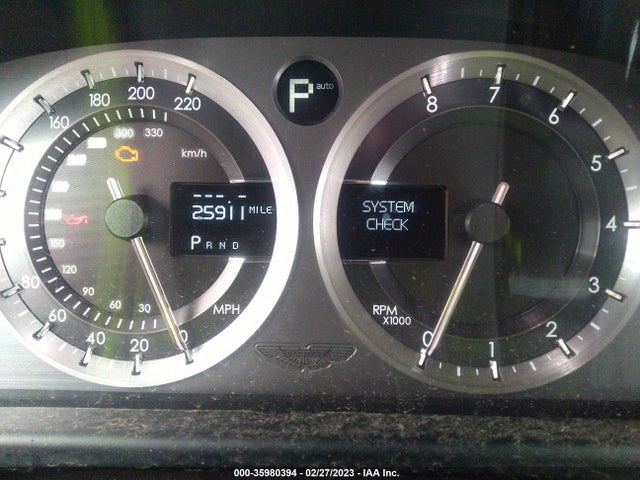 P auto
220
200
180
160
80
60
40
20
0
300 330
150
120
90
60
30
km/h
MPH
25911 MILE
P R N D
SYSTEM
CHECK
8
7
6
5
4
3
2
1
0
RPM
X1000
000-35980394 - 02/27/2023 - IAA Inc.